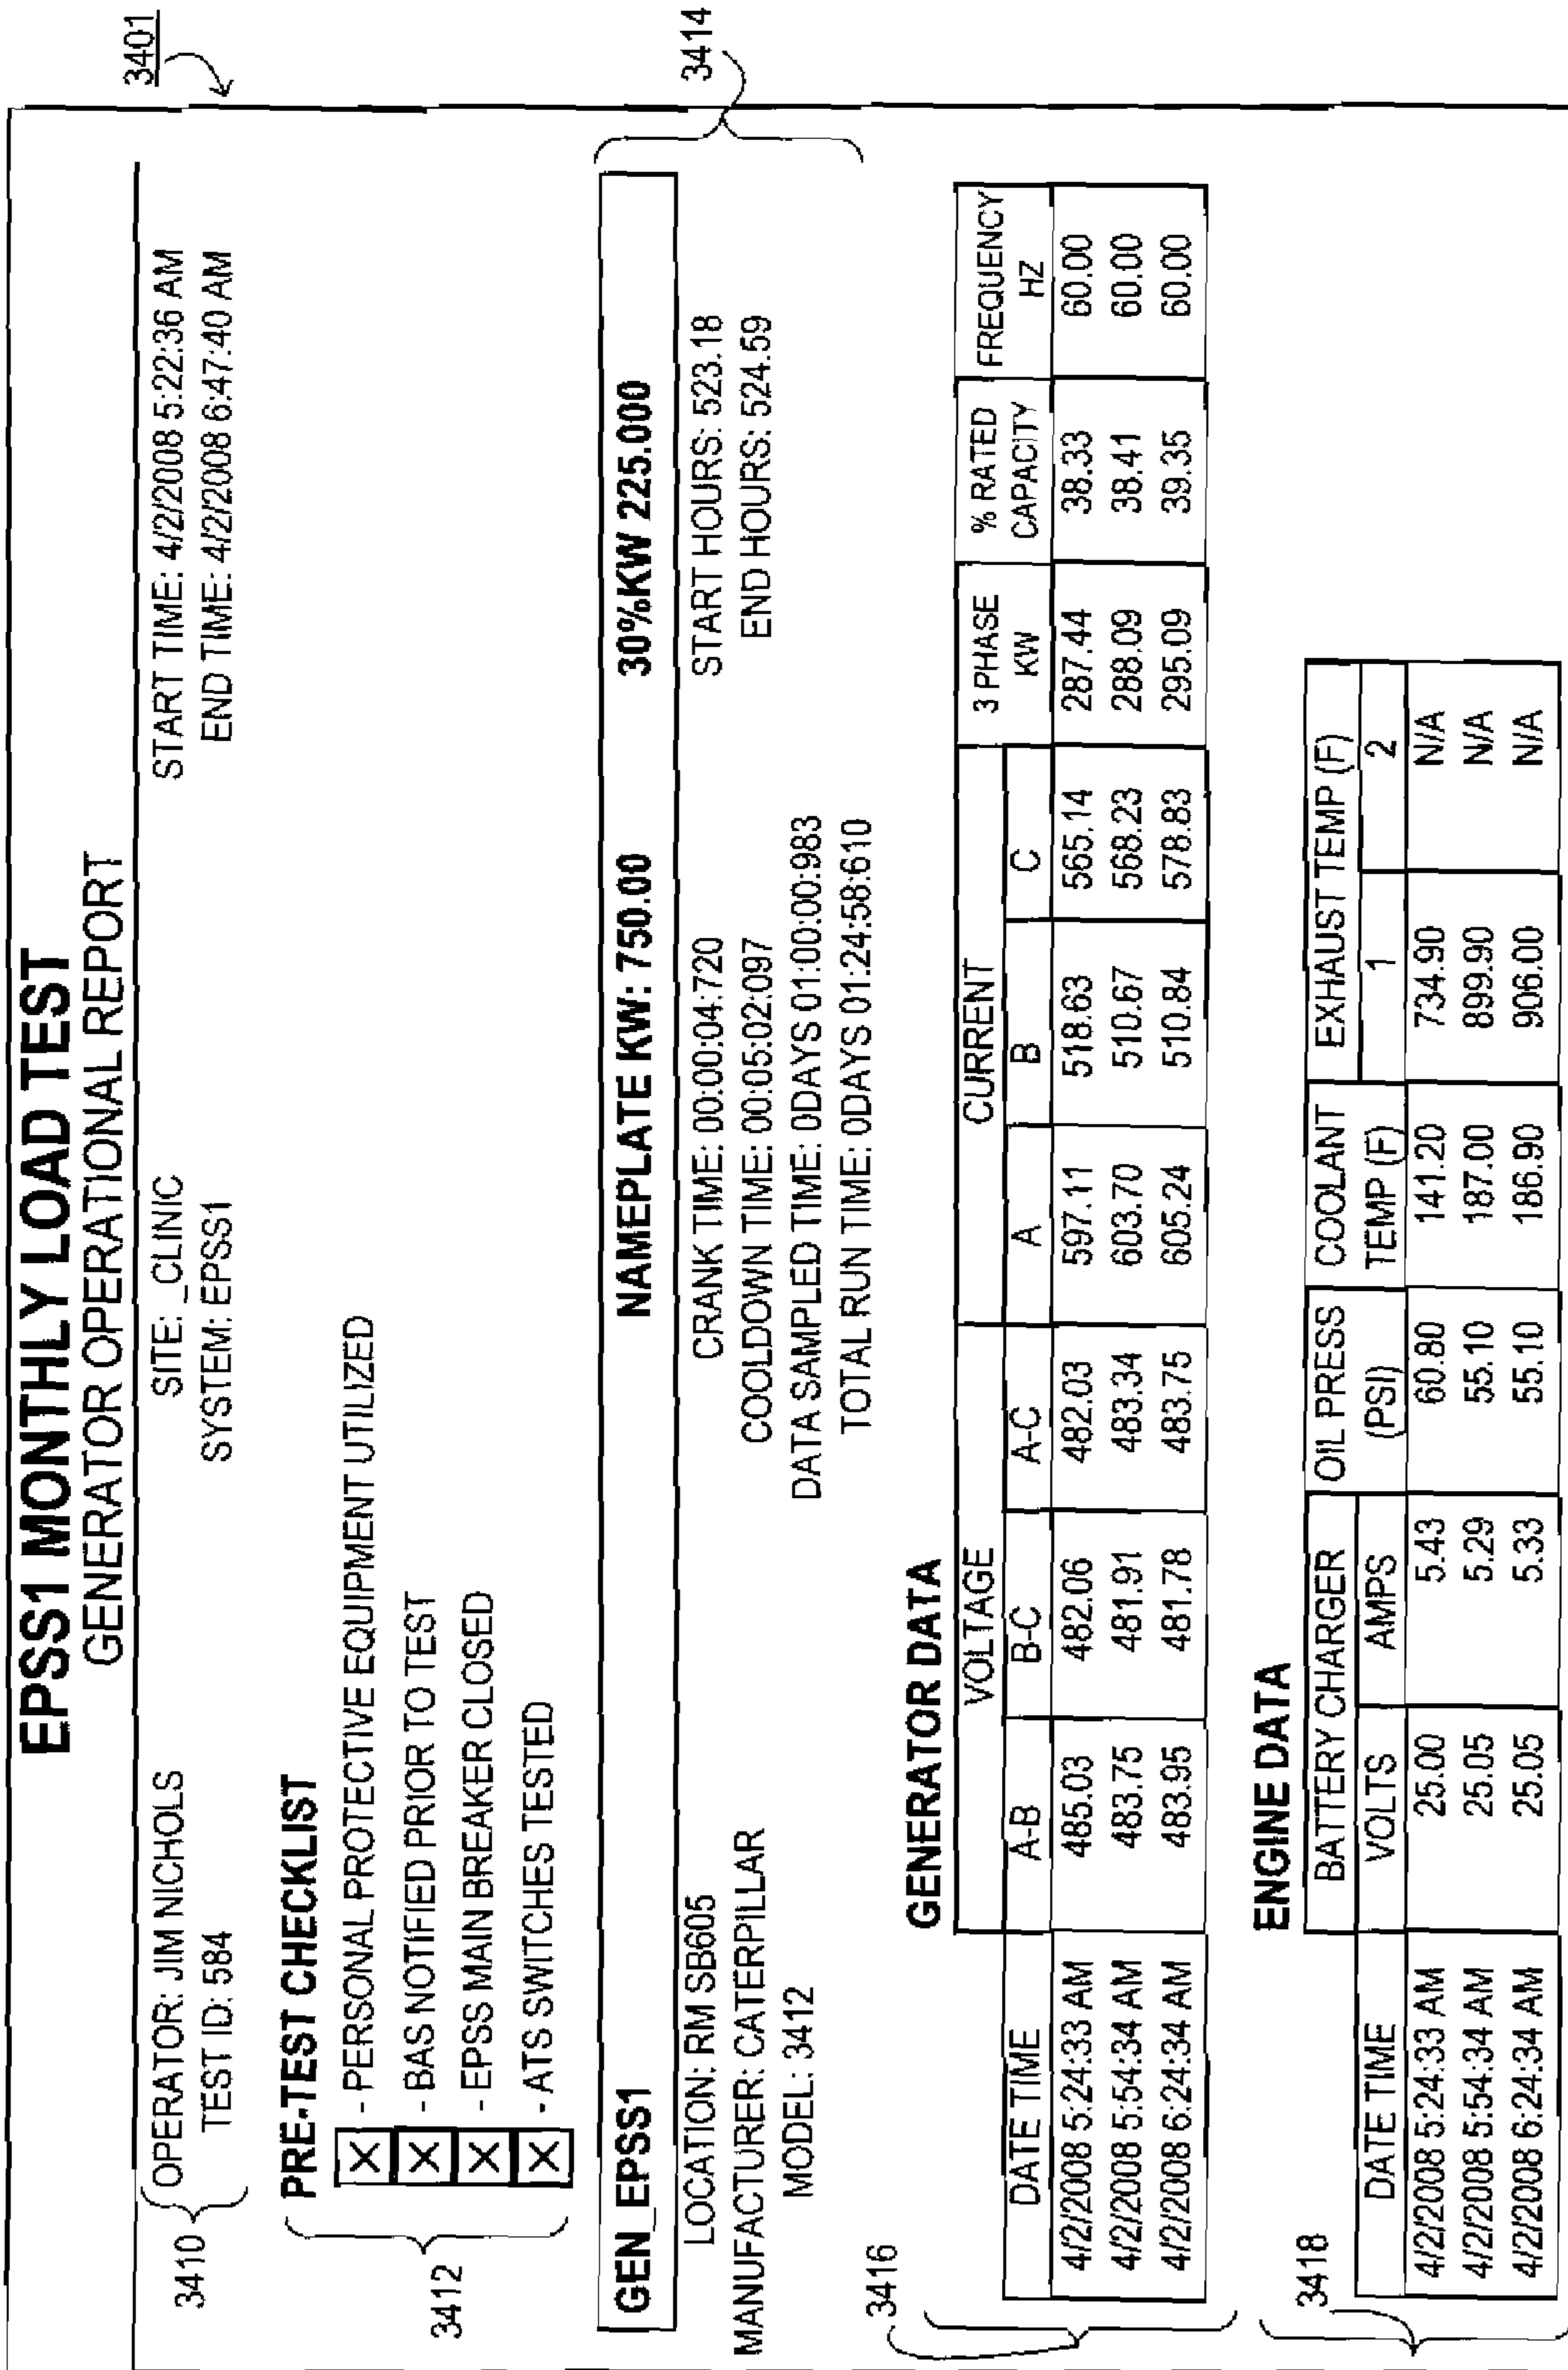 EPSS1 MONTHLY LOAD TEST
GENERATOR OPERATIONAL REPORT
3401
3410
OPERATOR: JIM NICHOLS SITE: _CLINIC START TIME: 4/2/2008 5:22:36 AM
TEST ID: 584 SYSTEM: EPSS1 END TIME: 4/2/2008 6:47:40 AM
PRE-TEST CHECKLIST
3412
X - PERSONAL PROTECTIVE EQUIPMENT UTILIZED
X - BAS NOTIFIED PRIOR TO TEST
X - EPSS MAIN BREAKER CLOSED
X - ATS SWITCHES TESTED
GEN_EPSS1 NAMEPLATE KW: 750.00 30%KW 225.000
3414
LOCATION: RM SB605 CRANK TIME: 00:00:04:720 START HOURS: 523.18
MANUFACTURER: CATERPILLAR COOLDOWN TIME: 00:05:02:097 END HOURS: 524.59
MODEL: 3412 DATA SAMPLED TIME: 0DAYS 01:00:00:983
TOTAL RUN TIME: 0DAYS 01:24:58:610
3416
GENERATOR DATA
VOLTAGE CURRENT 3 PHASE % RATED FREQUENCY
DATE TIME A-B B-C A-C A B C KW CAPACITY HZ
4/2/2008 5:24:33 AM 485.03 482.06 482.03 597.11 518.63 565.14 287.44 38.33 60.00
4/2/2008 5:54:34 AM 483.75 481.91 483.34 603.70 510.67 568.23 288.09 38.41 60.00
4/2/2008 6:24:34 AM 483.95 481.78 483.75 605.24 510.84 578.83 295.09 39.35 60.00
3418
ENGINE DATA
BATTERY CHARGER OIL PRESS COOLANT EXHAUST TEMP (F)
DATE TIME VOLTS AMPS (PSI) TEMP (F) 1 2
4/2/2008 5:24:33 AM 25.00 5.43 60.80 141.20 734.90 N/A
4/2/2008 5:54:34 AM 25.05 5.29 55.10 187.00 899.90 N/A
4/2/2008 6:24:34 AM 25.05 5.33 55.10 186.90 906.00 N/A